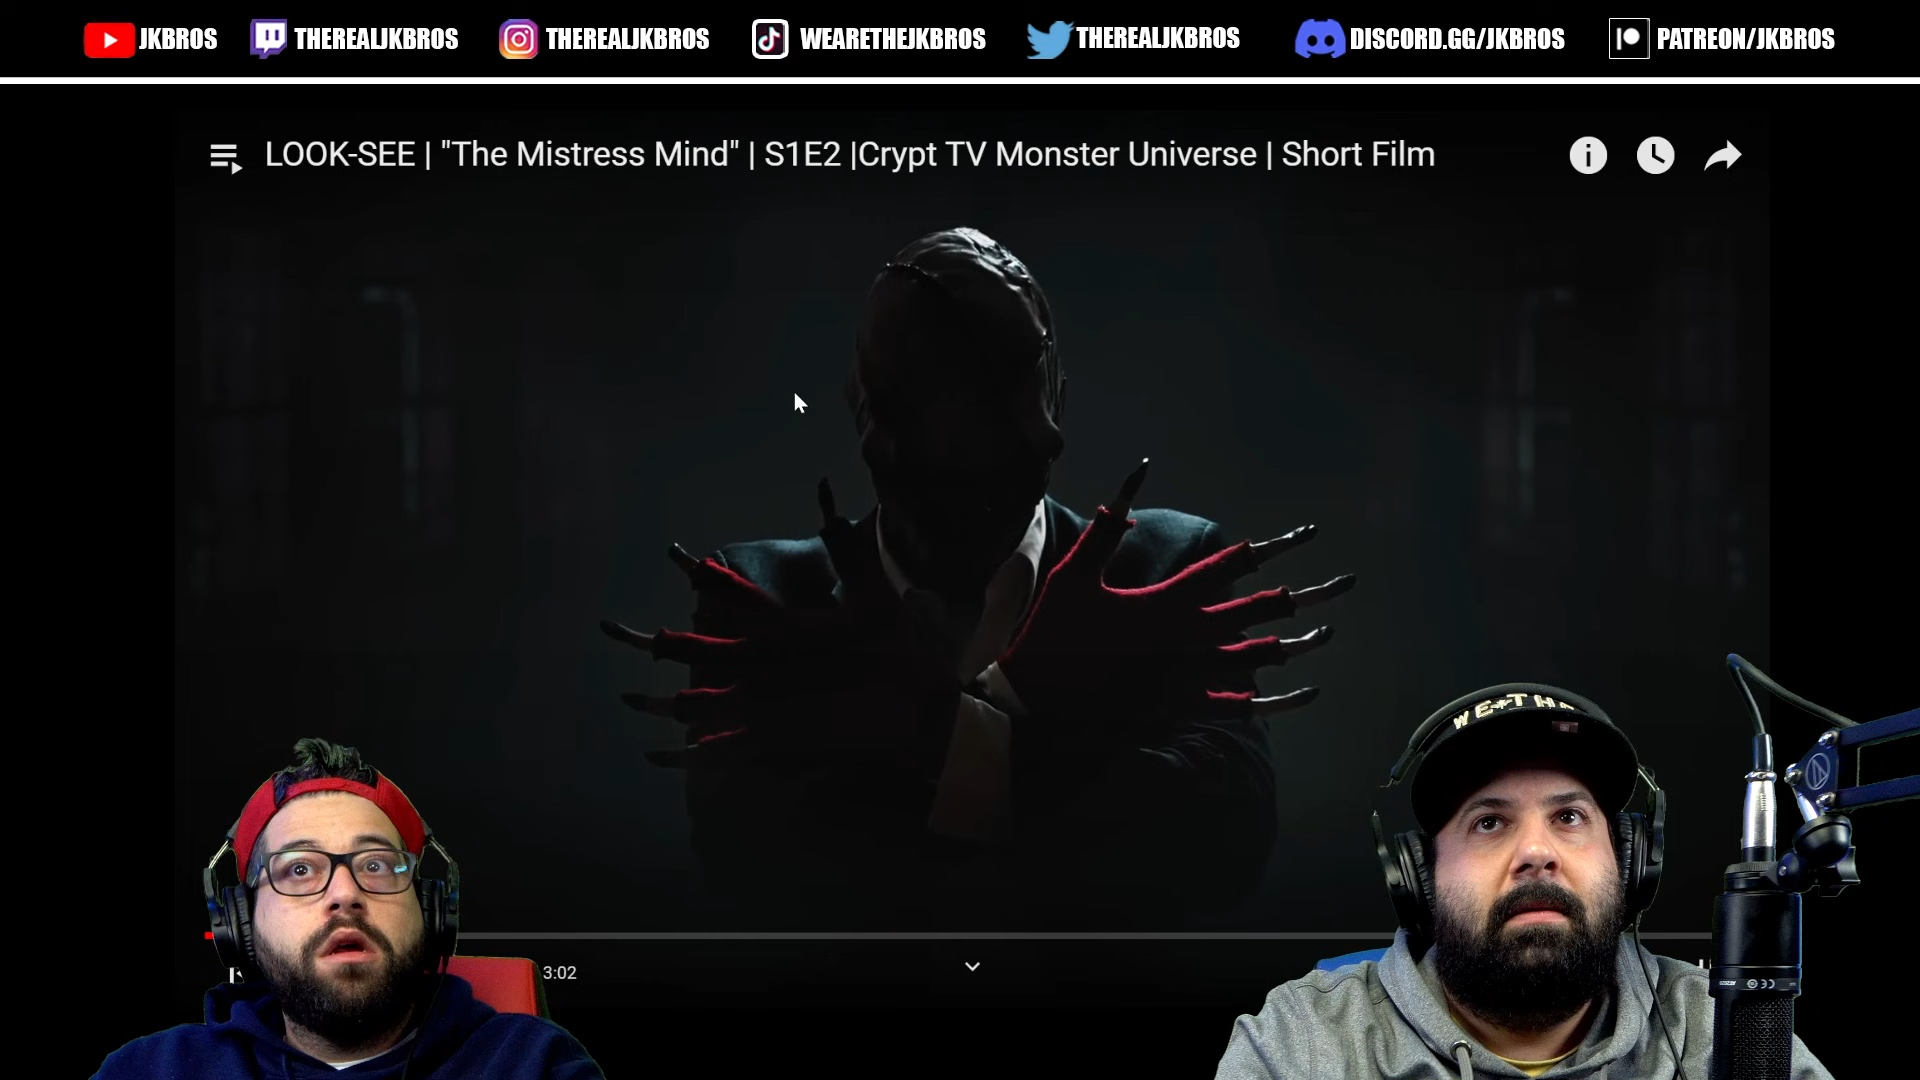 JKBROS THEREALJKBROS THEREALJKBROS WEARETHEJKBROS THEREALJKBROS DISCORD.GG/JKBROS PATREON/JKBROS
LOOK-SEE | "The Mistress Mind" | S1E2 |Crypt TV Monster Universe | Short Film
3:02